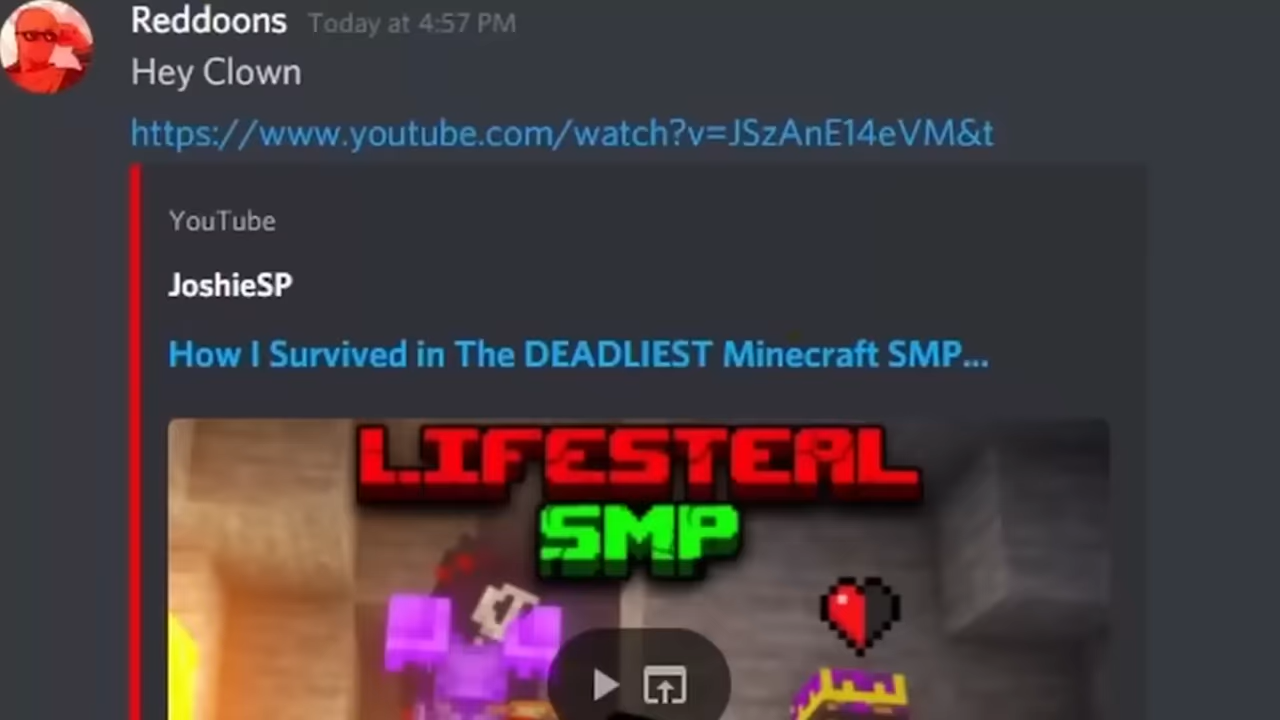 Reddoons Today at 4:57 PM
Hey Clown
https://www.youtube.com/watch?v=JSzAnE14eVM&t
YouTube
JoshieSP
How I Survived in The DEADLIEST Minecraft SMP...
LIFESTEAL
SMP